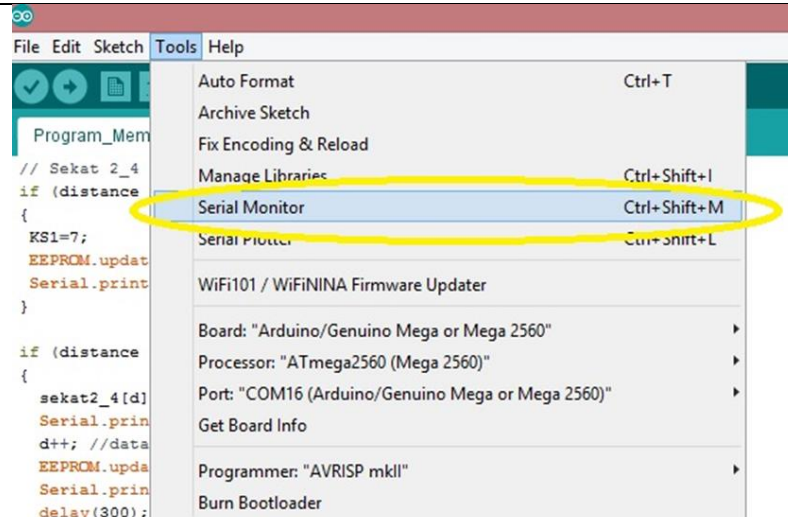 File Edit Sketch Tools Help
Program_Mem
// Sekat 2_4
if (distance
{
KS1=7;
EEPROM.updat
Serial.print
}
if (distance
{
sekat2_4[d]
Serial.prin
d++; //data
EEPROM.upda
Serial.prin
delay(300);
Auto Format Ctrl+T
Archive Sketch
Fix Encoding & Reload
Manage Libraries Ctrl+Shift+I
Serial Monitor Ctrl+Shift+M
Serial Plotter Ctrl+Shift+L
WiFi101 / WiFiNINA Firmware Updater
Board: "Arduino/Genuino Mega or Mega 2560"
Processor: "ATmega2560 (Mega 2560)"
Port: "COM16 (Arduino/Genuino Mega or Mega 2560)"
Get Board Info
Programmer: "AVRISP mkII"
Burn Bootloader